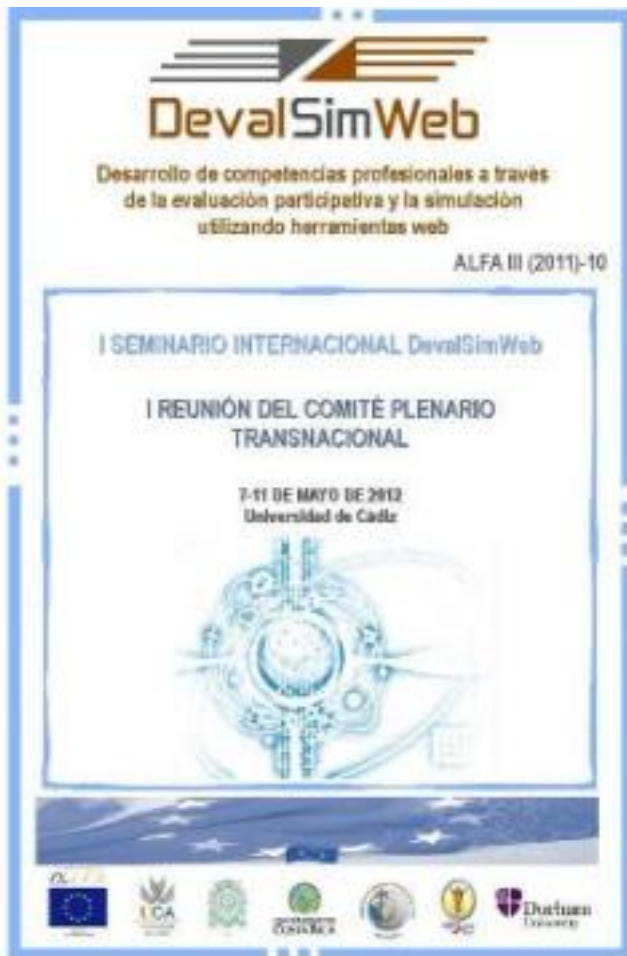 DevalSimWeb
Desarrollo de competencias profesionales a través
de la evaluación participativa y la simulación
utilizando herramientas web
ALFA III (2011)-10
I SEMINARIO INTERNACIONAL DevalSimWeb
I REUNIÓN DEL COMITÉ PLENARIO
TRANSNACIONAL
7-11 DE MAYO DE 2012
Universidad de Cádiz
UCA
COSTA RICA
Durham
University